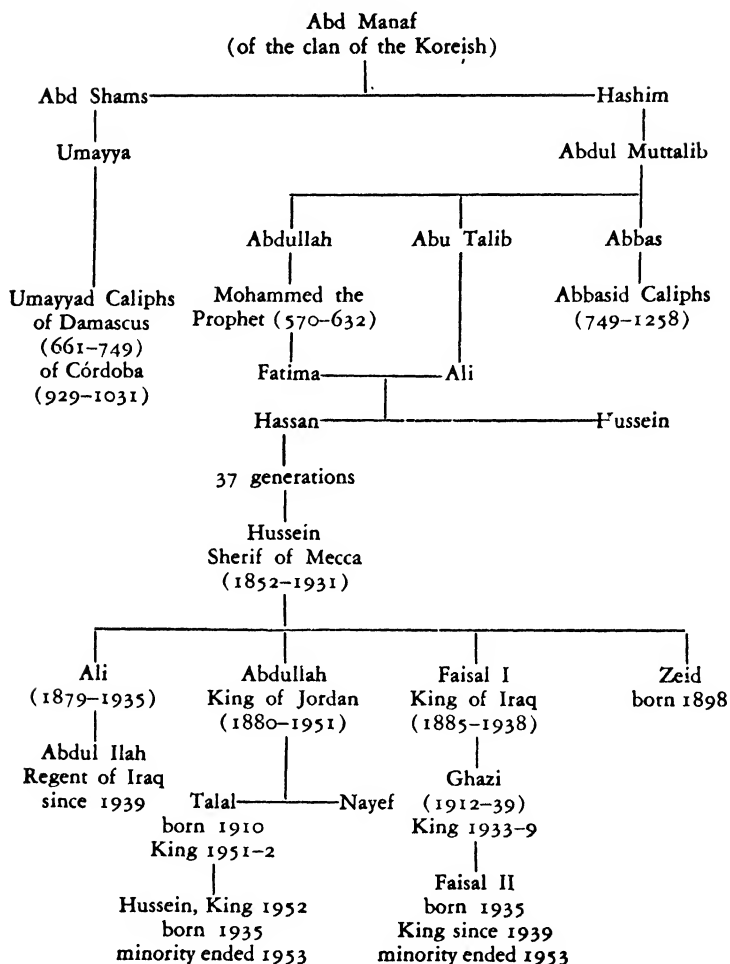 Abd Manaf
(of the clan of the Koreish)
Abd Shams Hashim
Umayya Abdul Muttalib
Abdullah Abu Talib Abbas
Umayyad Caliphs Mohammed the Abbasid Caliphs
of Damascus Prophet (570–632) (749–1258)
(661–749)
of Córdoba Fatima Ali
(929–1031)
Hassan Hussein
37 generations
Hussein
Sherif of Mecca
(1852–1931)
Ali Abdullah Faisal I Zeid
(1879–1935) King of Jordan King of Iraq born 1898
(1880–1951) (1885–1938)
Abdul Ilah
Regent of Iraq Ghazi
since 1939 Talal Nayef (1912–39)
born 1910 King 1933–9
King 1951–2
Faisal II
Hussein, King 1952 born 1935
born 1935 King since 1939
minority ended 1953 minority ended 1953